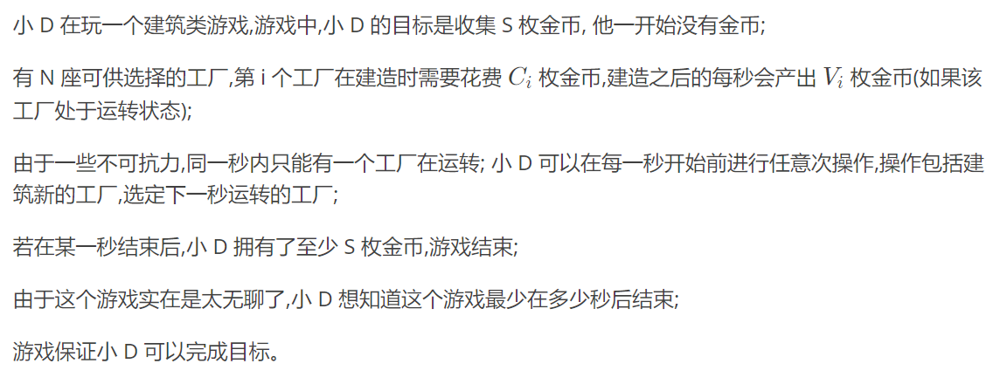 小 D 在玩一个建筑类游戏,游戏中,小 D 的目标是收集 S 枚金币, 他一开始没有金币;
有 N 座可供选择的工厂,第 i 个工厂在建造时需要花费 C_i 枚金币,建造之后的每秒会产出 V_i 枚金币(如果该
工厂处于运转状态);
由于一些不可抗力,同一秒内只能有一个工厂在运转; 小 D 可以在每一秒开始前进行任意次操作,操作包括建
筑新的工厂,选定下一秒运转的工厂;
若在某一秒结束后,小 D 拥有了至少 S 枚金币,游戏结束;
由于这个游戏实在是太无聊了,小 D 想知道这个游戏最少在多少秒后结束;
游戏保证小 D 可以完成目标。